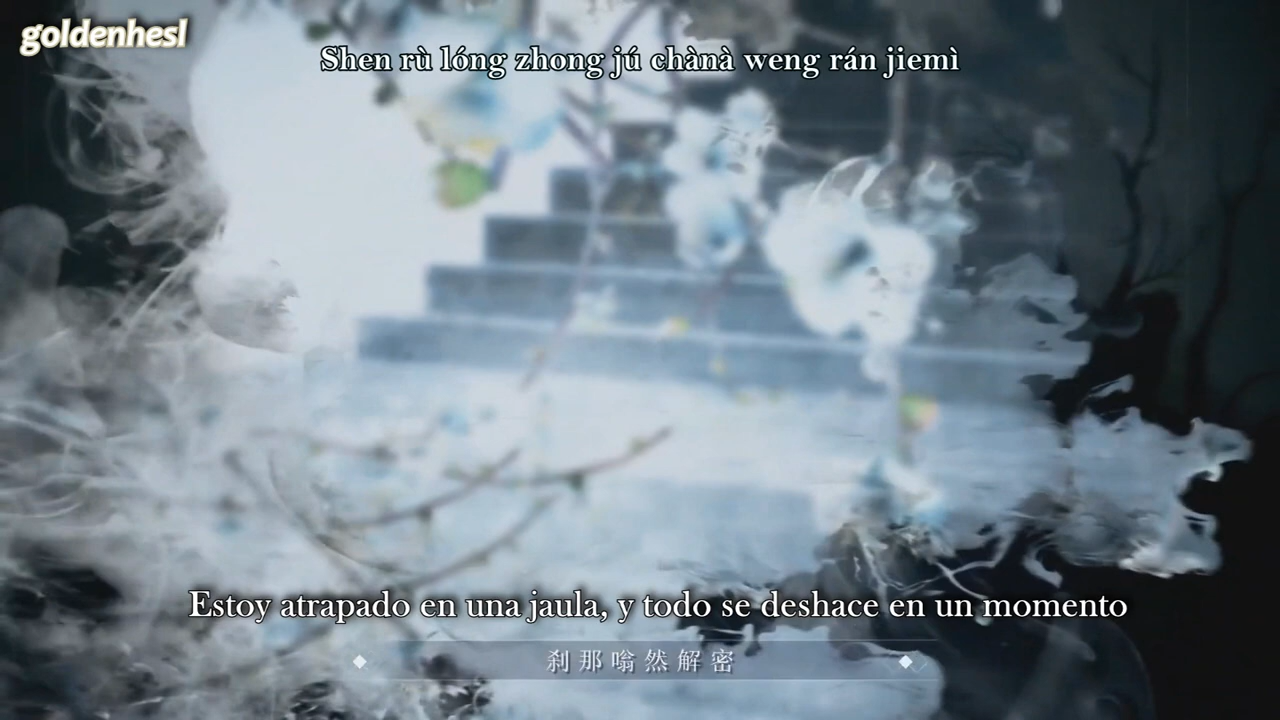 goldenhesl
Shen rù lóng zhong jú chànà weng rán jiemì
Estoy atrapado en una jaula, y todo se deshace en un momento
刹那嗡然解密